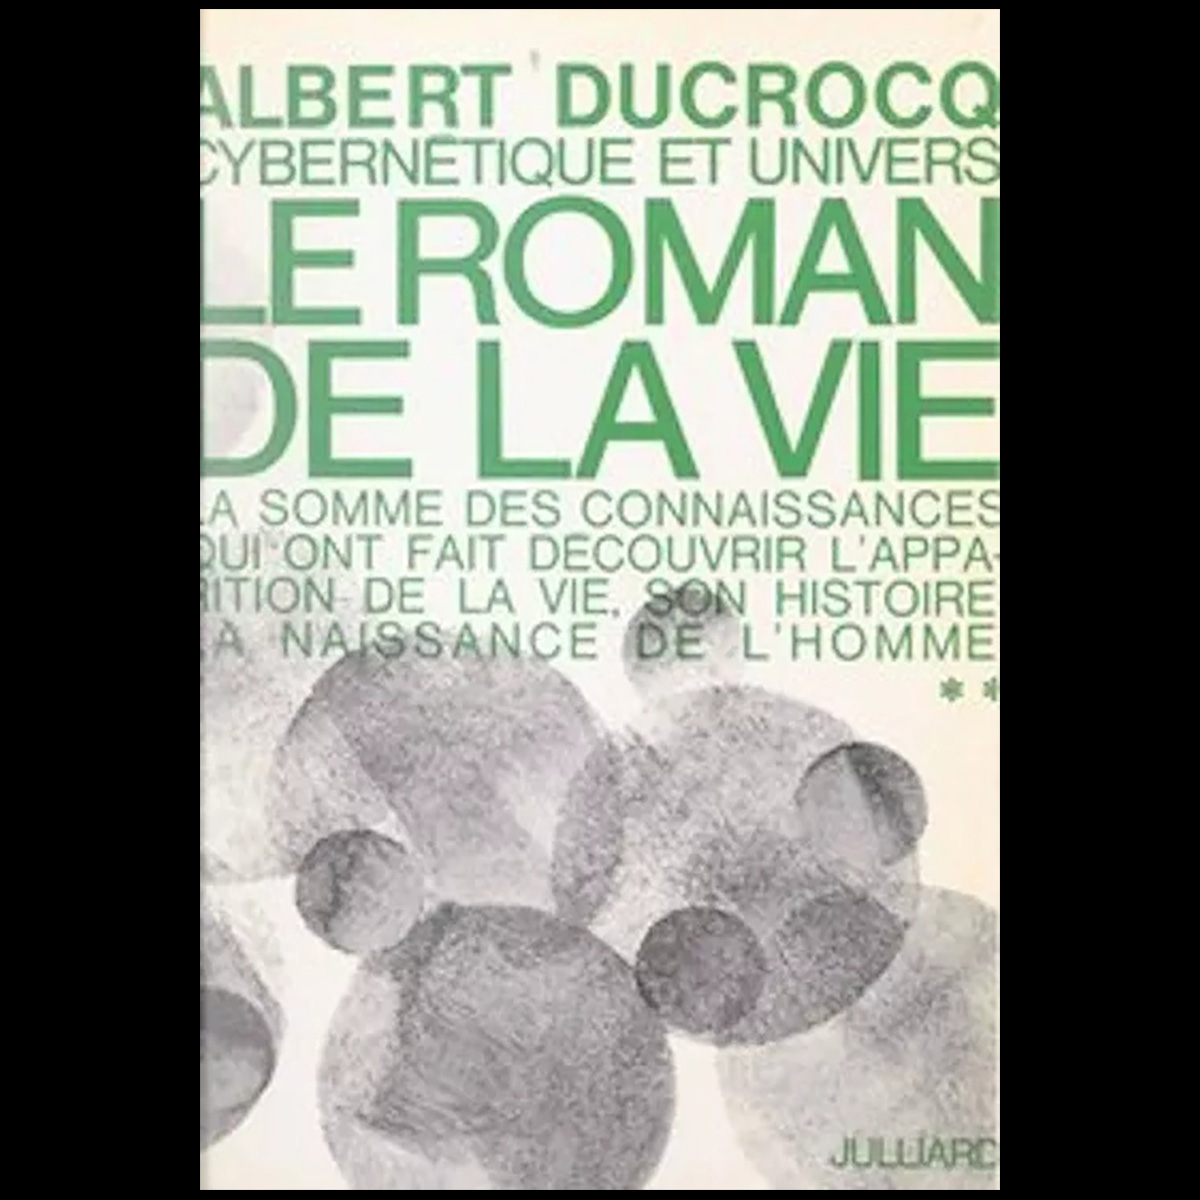 ALBERT DUCROCQ
CYBERNÉTIQUE ET UNIVERS
LE ROMAN
DE LA VIE
LA SOMME DES CONNAISSANCES
QUI ONT FAIT DECOUVRIR L'APPA-
RITION DE LA VIE, SON HISTOIRE
LA NAISSANCE DE L'HOMME
* *
JULLIARD